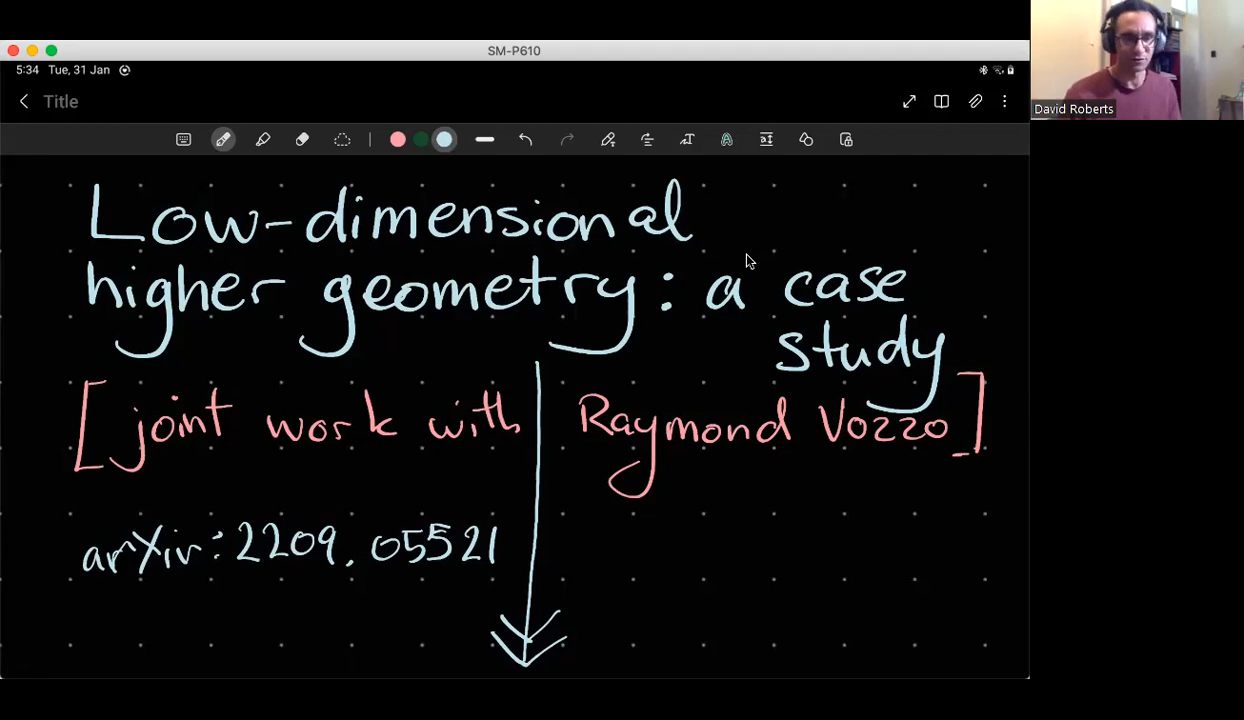 SM-P610
5:34 Tue, 31 Jan
Title
David Roberts
Low-dimensional
higher geometry: a case
study
[joint work with Raymond Vozzo]
arXiv: 2209.05521